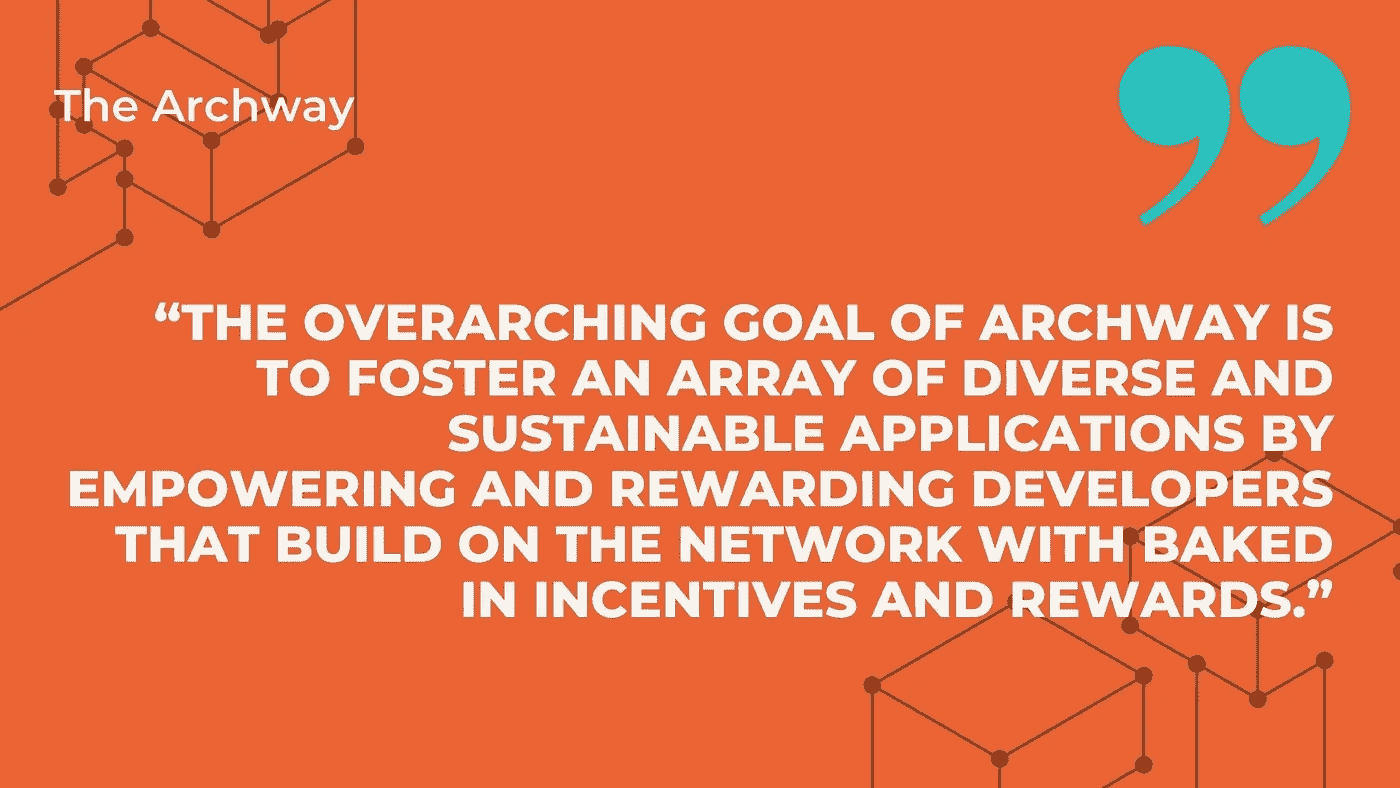 The Archway
“THE OVERARCHING GOAL OF ARCHWAY IS
TO FOSTER AN ARRAY OF DIVERSE AND
SUSTAINABLE APPLICATIONS BY
EMPOWERING AND REWARDING DEVELOPERS
THAT BUILD ON THE NETWORK WITH BAKED
IN INCENTIVES AND REWARDS.”